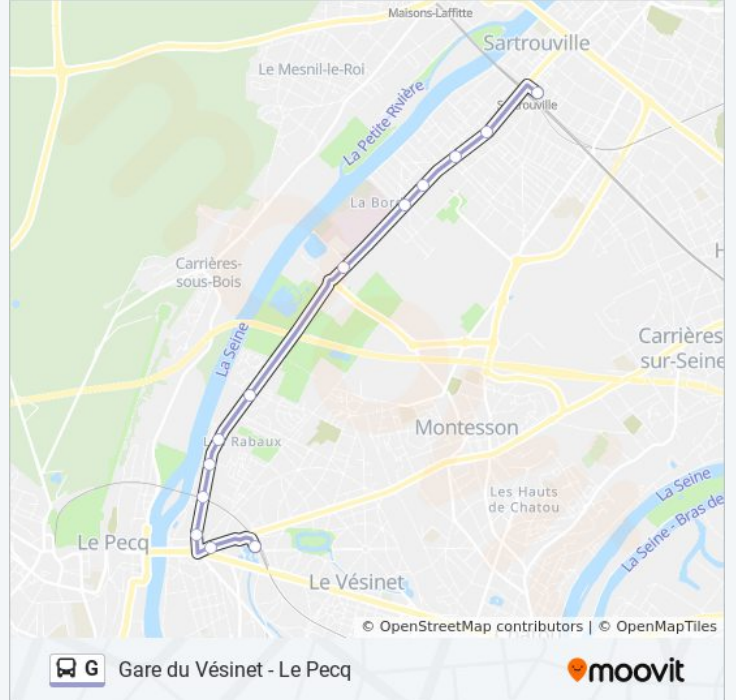 Maisons-Laffitte
Sartrouville
Le Mesnil-le-Roi
La Petite Rivière
La Bor
Carrières-
sous-Bois
La Seine
Carrières
sur-Seine
Montesson
Rabaux
Les Hauts
de Chatou
La Seine
La Seine - Bras de
Le Pecq
Le Vésinet
© OpenStreetMap contributors | © OpenMapTiles
G Gare du Vésinet - Le Pecq
moovit